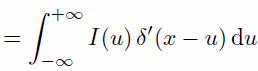 = ∫_{-∞}^{+∞} I(u) δ′(x − u) du